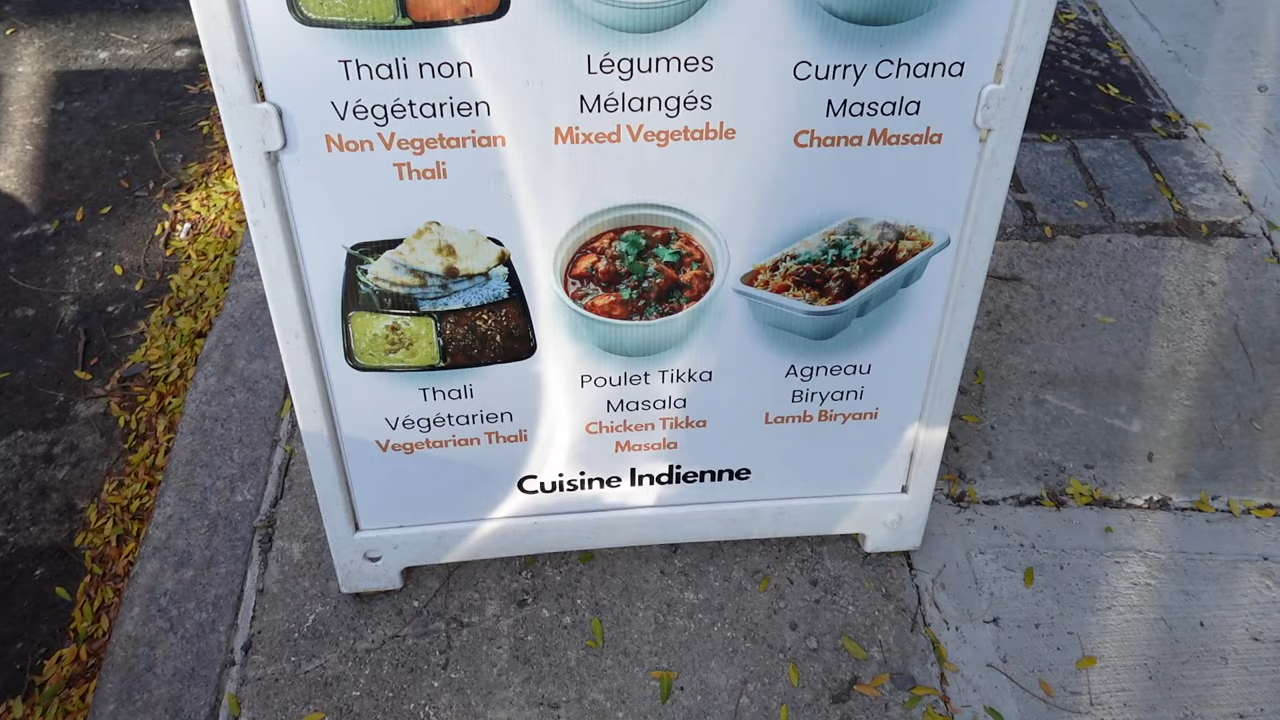 Thali non
Végétarien
Non Vegetarian
Thali
Légumes
Mélangés
Mixed Vegetable
Curry Chana
Masala
Chana Masala
Thali
Végétarien
Vegetarian Thali
Poulet Tikka
Masala
Chicken Tikka
Masala
Agneau
Biryani
Lamb Biryani
Cuisine Indienne